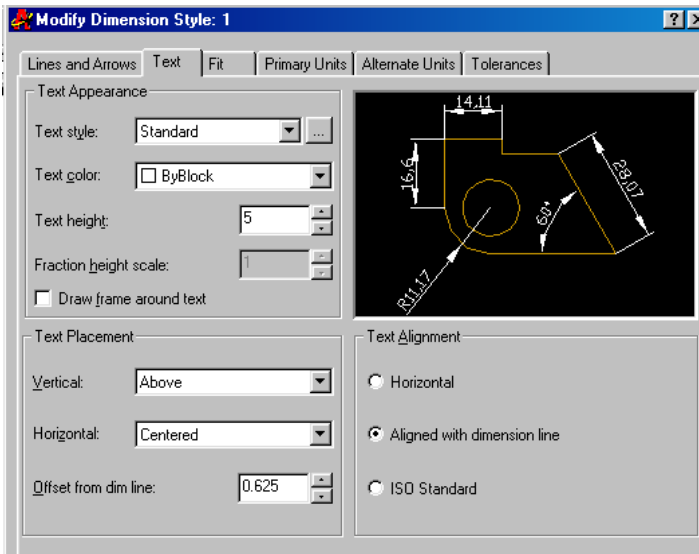 Modify Dimension Style: 1
Lines and Arrows Text Fit Primary Units Alternate Units Tolerances
Text Appearance
Text style: Standard ...
Text color: ByBlock
Text height: 5
Fraction height scale: 1
Draw frame around text
14,11
16,6
28,07
60°
R11,17
Text Placement
Vertical: Above
Horizontal: Centered
Offset from dim line: 0.625
Text Alignment
Horizontal
Aligned with dimension line
ISO Standard